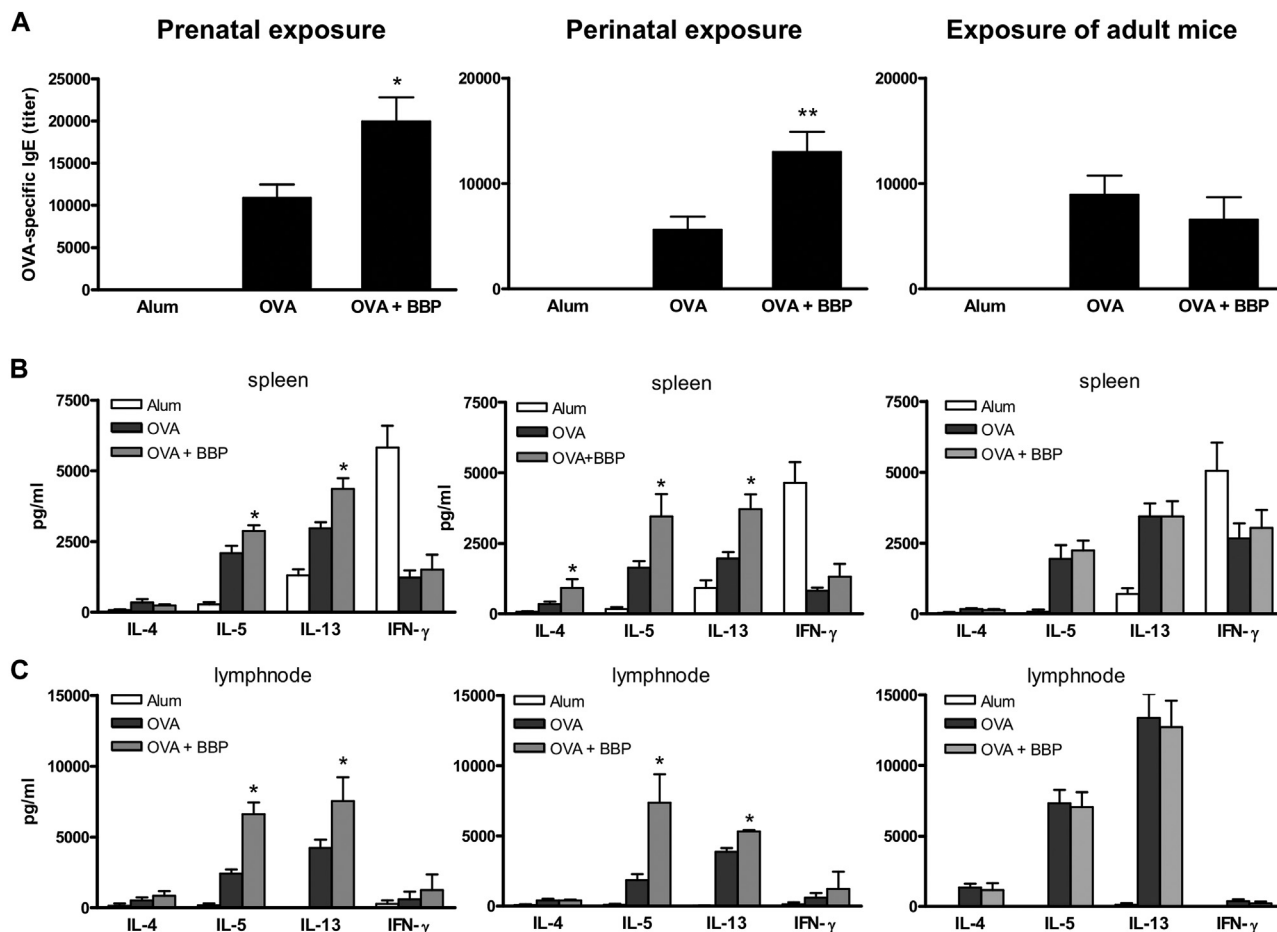 A
Prenatal exposure
Perinatal exposure
Exposure of adult mice
OVA-specific IgE (titer)
25000
20000
15000
10000
5000
0
*
Alum
OVA
OVA + BBP
20000
10000
0
**
Alum
OVA
OVA + BBP
20000
10000
0
Alum
OVA
OVA + BBP
B
spleen
pg/ml
7500
5000
2500
0
Alum
OVA
OVA + BBP
*
*
IL-4
IL-5
IL-13
IFN-γ
spleen
pg/ml
7500
5000
2500
0
Alum
OVA
OVA+BBP
*
*
*
IL-4
IL-5
IL-13
IFN-γ
spleen
7500
5000
2500
0
Alum
OVA
OVA + BBP
IL-4
IL-5
IL-13
IFN-γ
C
lymphnode
pg/ml
15000
10000
5000
0
Alum
OVA
OVA + BBP
*
*
IL-4
IL-5
IL-13
IFN-γ
lymphnode
15000
10000
5000
0
Alum
OVA
OVA + BBP
*
*
IL-4
IL-5
IL-13
IFN-γ
lymphnode
15000
10000
5000
0
Alum
OVA
OVA + BBP
IL-4
IL-5
IL-13
IFN-γ